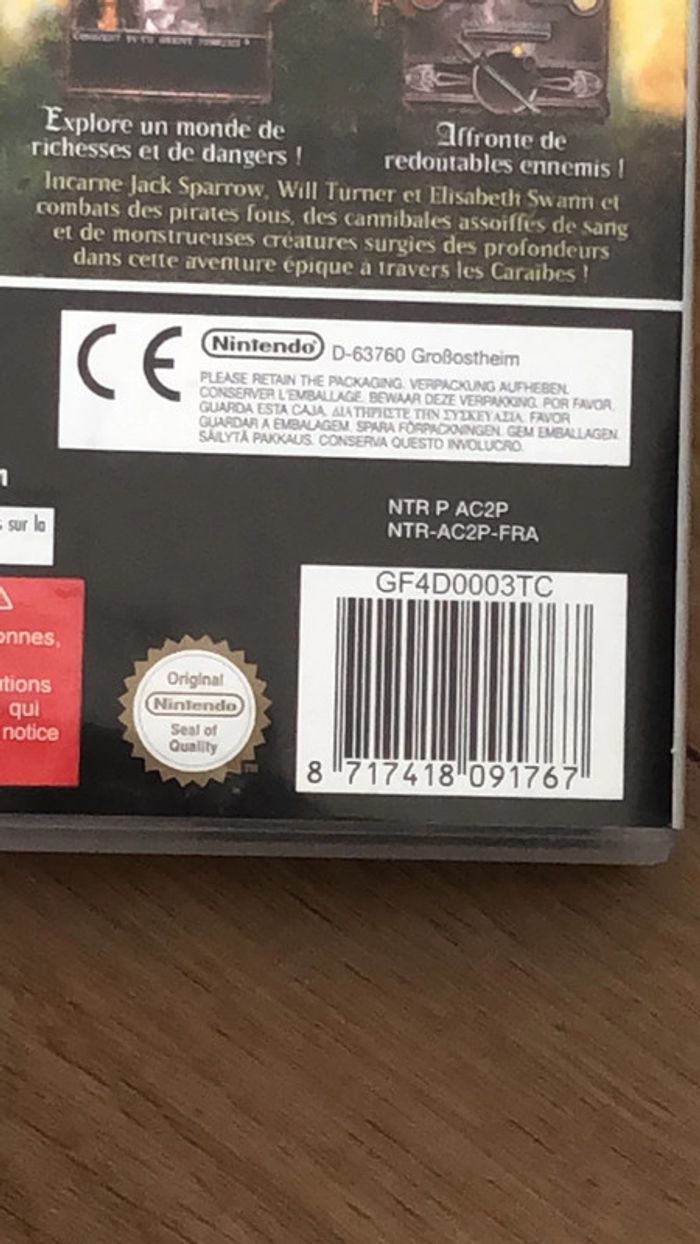 Explore un monde de
richesses et de dangers !
Affronte de
redoutables ennemis !
Incarne Jack Sparrow, Will Turner et Elisabeth Swann et
combats des pirates fous, des cannibales assoiffés de sang
et de monstrueuses créatures surgies des profondeurs
dans cette aventure épique à travers les Caraïbes !
CE Nintendo D-63760 Großostheim
PLEASE RETAIN THE PACKAGING. VERPACKUNG AUFHEBEN.
CONSERVER L'EMBALLAGE. BEWAAR DEZE VERPAKKING. POR FAVOR
GUARDA ESTA CAJA. ΔΙΑΤΗΡΗΣΤΕ ΤΗΝ ΣΥΣΚΕΥΑΣΙΑ. FAVOR
GUARDAR A EMBALAGEM. SPARA FÖRPACKNINGEN. GEM EMBALLAGEN.
SÄILYTÄ PAKKAUS. CONSERVA QUESTO INVOLUCRO.
sur la
NTR P AC2P
NTR-AC2P-FRA
GF4D0003TC
8 717418 091767
onnes,
tions
qui
notice
Original
Nintendo
Seal of
Quality
TM